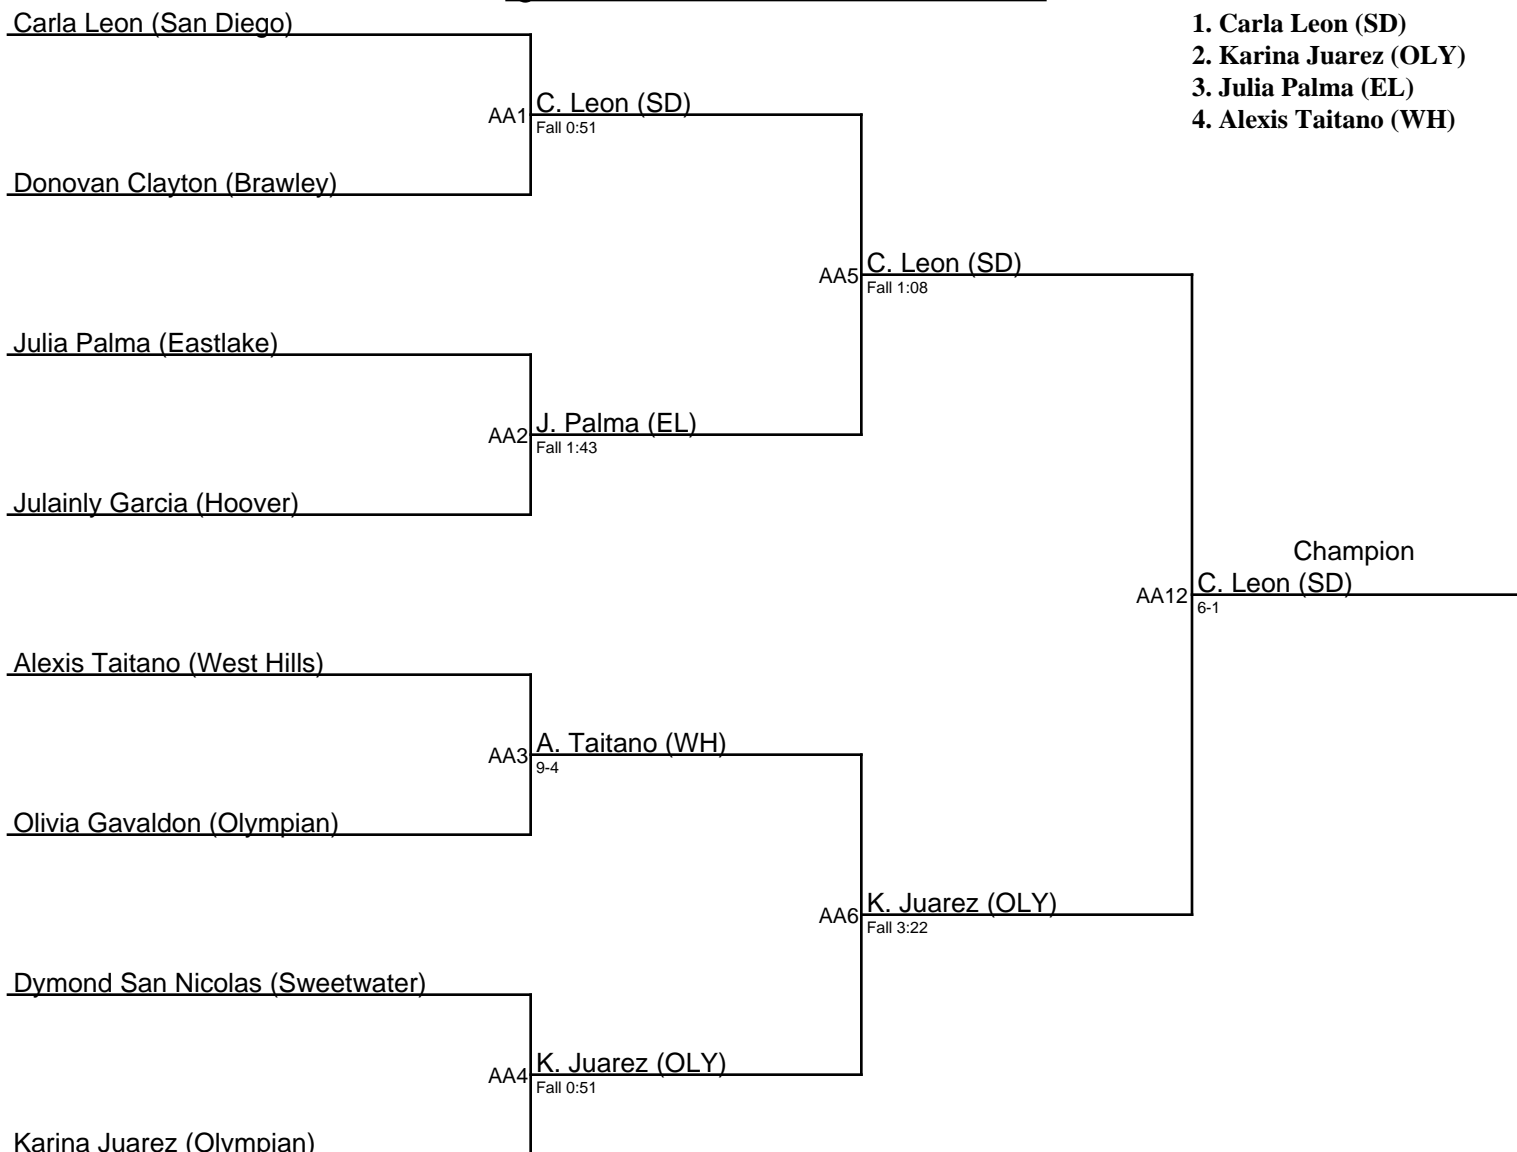 Carla Leon (San Diego)
1. Carla Leon (SD)
2. Karina Juarez (OLY)
3. Julia Palma (EL)
4. Alexis Taitano (WH)
AA1
C. Leon (SD)
Fall 0:51
Donovan Clayton (Brawley)
AA5
C. Leon (SD)
Fall 1:08
Julia Palma (Eastlake)
AA2
J. Palma (EL)
Fall 1:43
Julainly Garcia (Hoover)
Champion
AA12
C. Leon (SD)
6-1
Alexis Taitano (West Hills)
AA3
A. Taitano (WH)
9-4
Olivia Gavaldon (Olympian)
AA6
K. Juarez (OLY)
Fall 3:22
Dymond San Nicolas (Sweetwater)
AA4
K. Juarez (OLY)
Fall 0:51
Karina Juarez (Olympian)